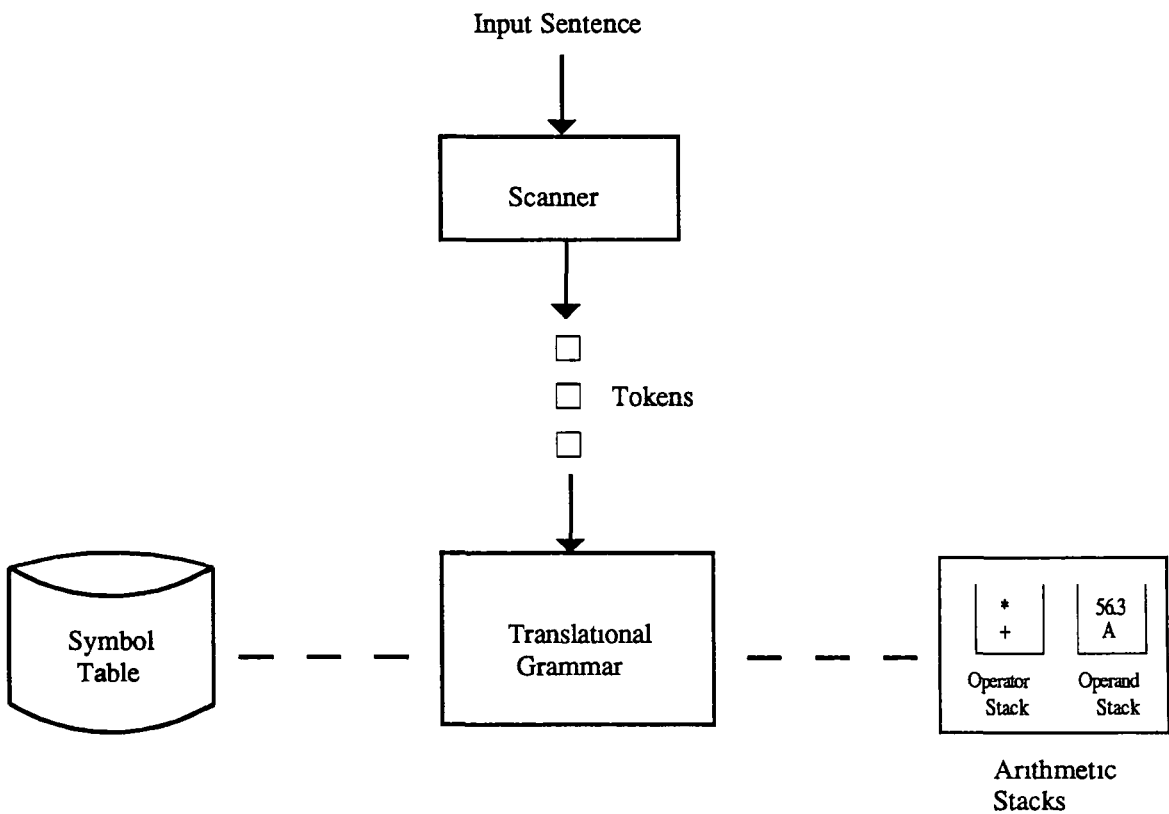 Input Sentence
Scanner
Tokens
Symbol
Table
Translational
Grammar
*
+
56.3
A
Operator
Stack
Operand
Stack
Arithmetic
Stacks